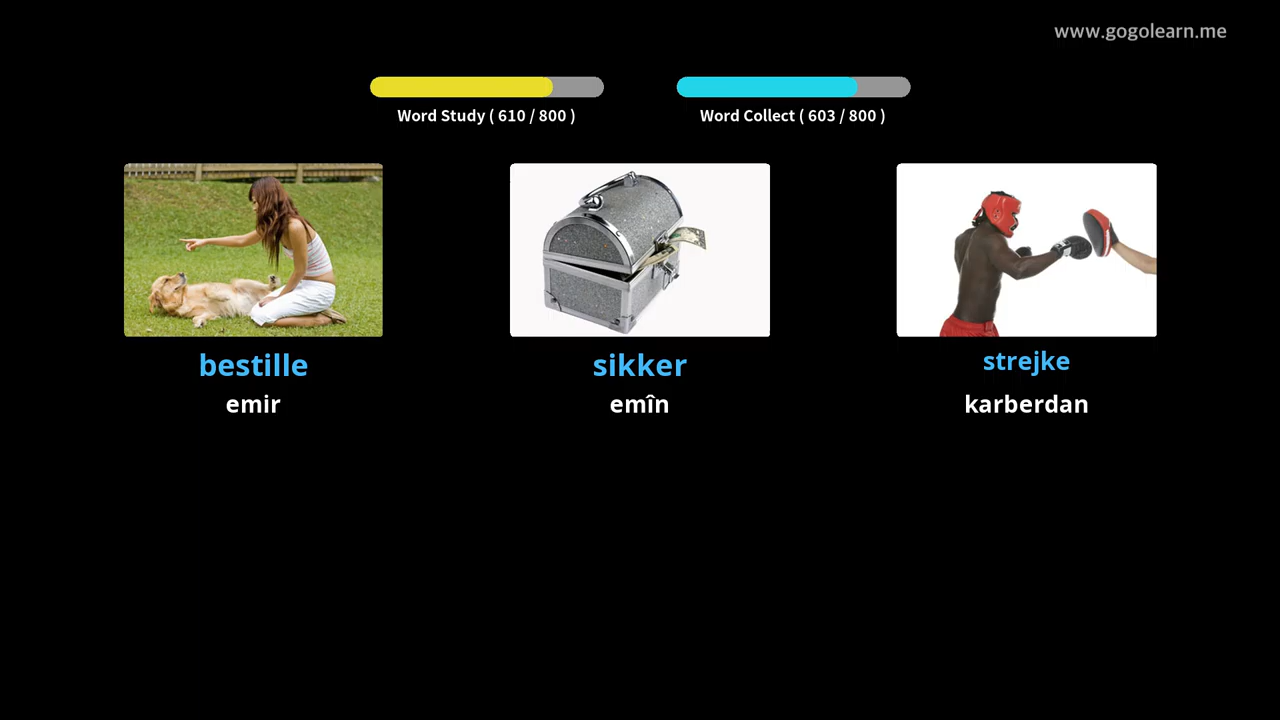 www.gogolearn.me
Word Study ( 610 / 800 )
Word Collect ( 603 / 800 )
bestille
emir
sikker
emîn
strejke
karberdan